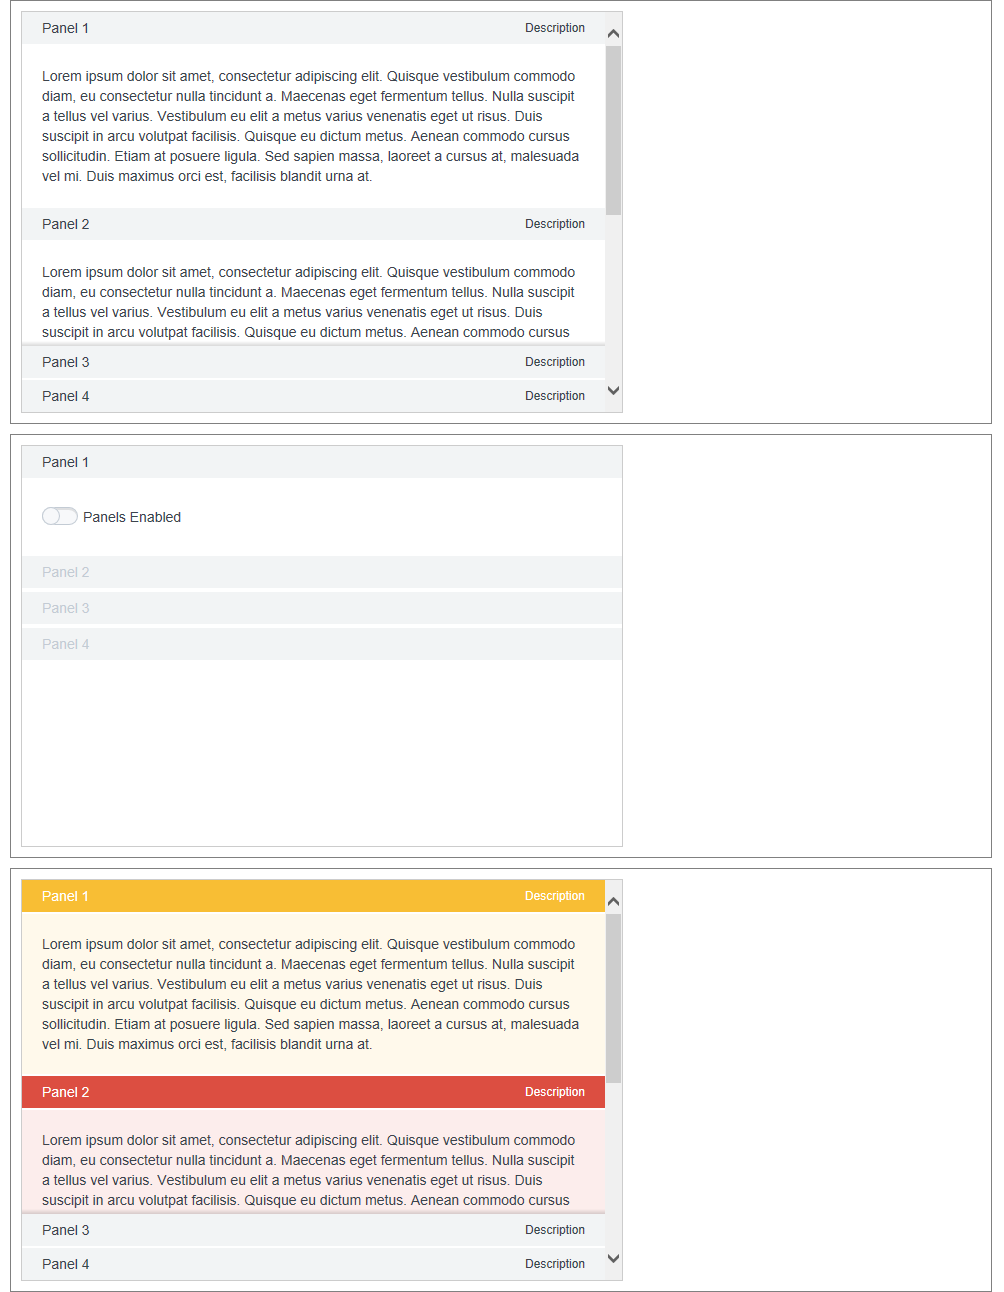 Panel 1 Description
Lorem ipsum dolor sit amet, consectetur adipiscing elit. Quisque vestibulum commodo
diam, eu consectetur nulla tincidunt a. Maecenas eget fermentum tellus. Nulla suscipit
a tellus vel varius. Vestibulum eu elit a metus varius venenatis eget ut risus. Duis
suscipit in arcu volutpat facilisis. Quisque eu dictum metus. Aenean commodo cursus
sollicitudin. Etiam at posuere ligula. Sed sapien massa, laoreet a cursus at, malesuada
vel mi. Duis maximus orci est, facilisis blandit urna at.
Panel 2 Description
Lorem ipsum dolor sit amet, consectetur adipiscing elit. Quisque vestibulum commodo
diam, eu consectetur nulla tincidunt a. Maecenas eget fermentum tellus. Nulla suscipit
a tellus vel varius. Vestibulum eu elit a metus varius venenatis eget ut risus. Duis
suscipit in arcu volutpat facilisis. Quisque eu dictum metus. Aenean commodo cursus
Panel 3 Description
Panel 4 Description
Panel 1
Panels Enabled
Panel 2
Panel 3
Panel 4
Panel 1 Description
Lorem ipsum dolor sit amet, consectetur adipiscing elit. Quisque vestibulum commodo
diam, eu consectetur nulla tincidunt a. Maecenas eget fermentum tellus. Nulla suscipit
a tellus vel varius. Vestibulum eu elit a metus varius venenatis eget ut risus. Duis
suscipit in arcu volutpat facilisis. Quisque eu dictum metus. Aenean commodo cursus
sollicitudin. Etiam at posuere ligula. Sed sapien massa, laoreet a cursus at, malesuada
vel mi. Duis maximus orci est, facilisis blandit urna at.
Panel 2 Description
Lorem ipsum dolor sit amet, consectetur adipiscing elit. Quisque vestibulum commodo
diam, eu consectetur nulla tincidunt a. Maecenas eget fermentum tellus. Nulla suscipit
a tellus vel varius. Vestibulum eu elit a metus varius venenatis eget ut risus. Duis
suscipit in arcu volutpat facilisis. Quisque eu dictum metus. Aenean commodo cursus
Panel 3 Description
Panel 4 Description